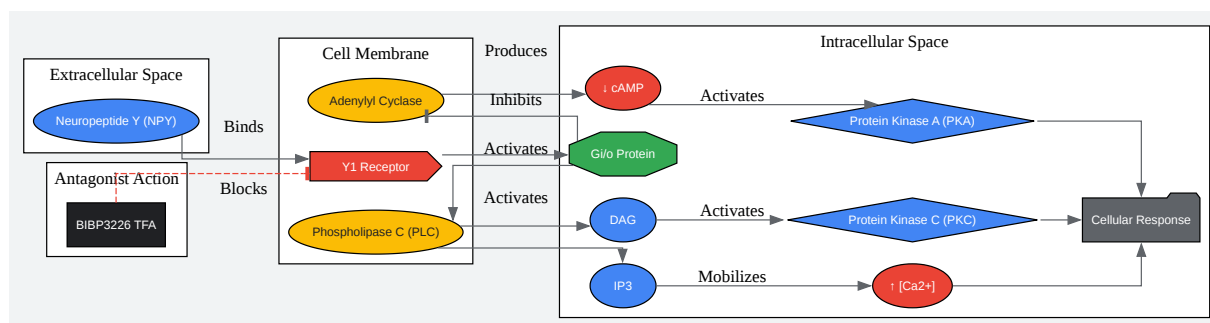 Extracellular Space
Neuropeptide Y (NPY)
Antagonist Action
BIBP3226 TFA
Binds
Blocks
Cell Membrane
Adenylyl Cyclase
Y1 Receptor
Phospholipase C (PLC)
Produces
Inhibits
Activates
Activates
Intracellular Space
↓ cAMP
Activates
Protein Kinase A (PKA)
Gi/o Protein
DAG
Activates
Protein Kinase C (PKC)
Cellular Response
IP3
Mobilizes
↑ [Ca2+]